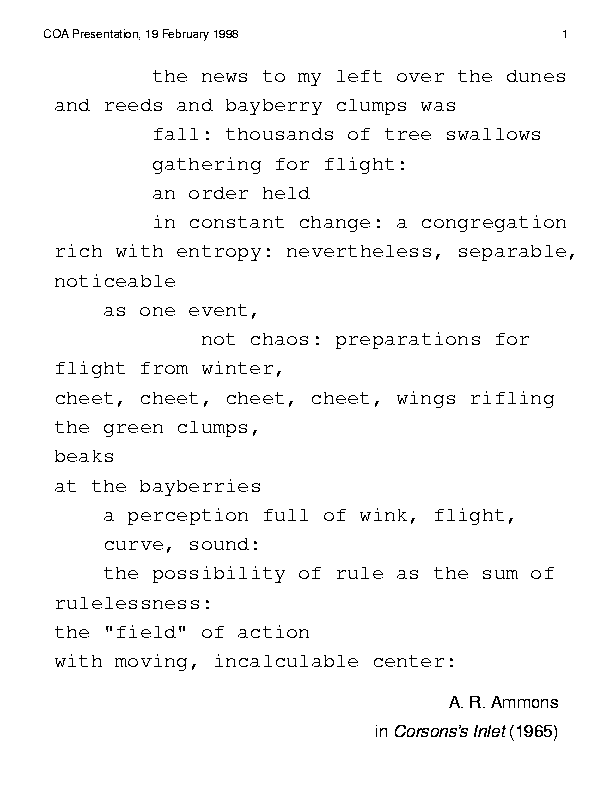 COA Presentation, 19 February 1998 1
the news to my left over the dunes
and reeds and bayberry clumps was
fall: thousands of tree swallows
gathering for flight:
an order held
in constant change: a congregation
rich with entropy: nevertheless, separable,
noticeable
as one event,
not chaos: preparations for
flight from winter,
cheet, cheet, cheet, cheet, wings rifling
the green clumps,
beaks
at the bayberries
a perception full of wink, flight,
curve, sound:
the possibility of rule as the sum of
rulelessness:
the "field" of action
with moving, incalculable center:
A. R. Ammons
in Corsons's Inlet (1965)